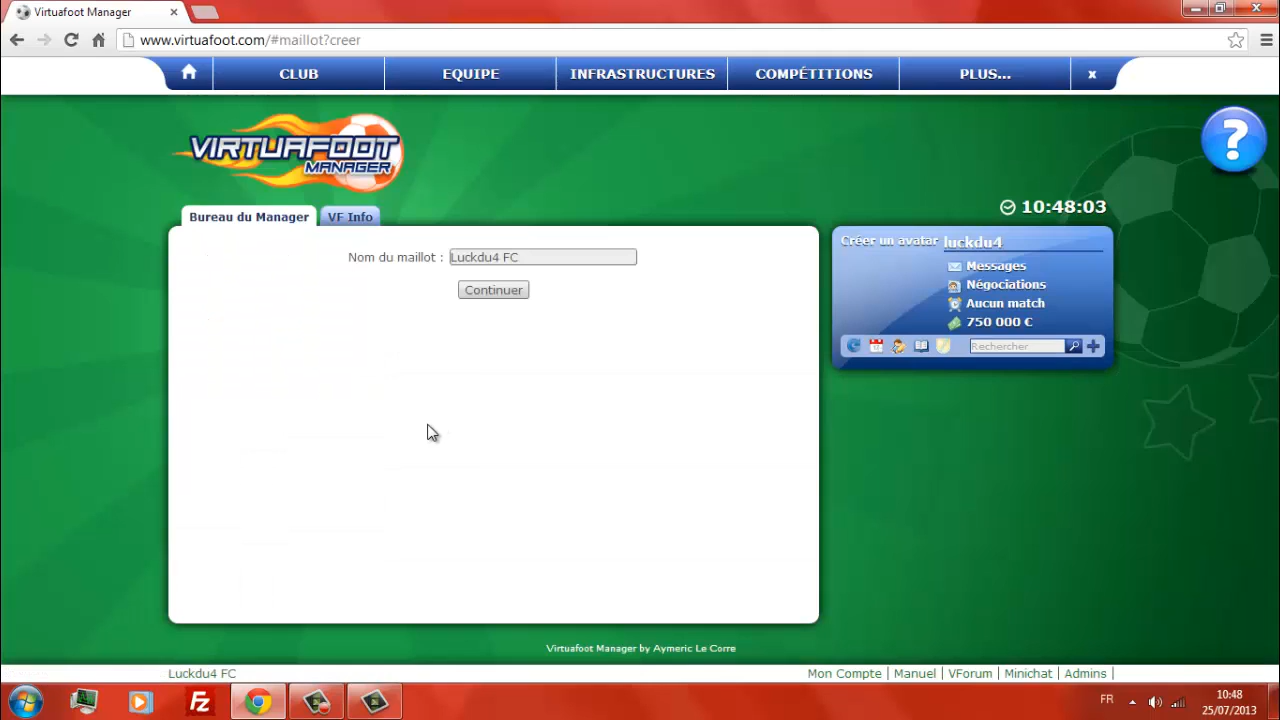 Virtuafoot Manager
www.virtuafoot.com/#maillot?creer
CLUB
EQUIPE
INFRASTRUCTURES
COMPÉTITIONS
PLUS...
x
VIRTUAFOOT
MANAGER
?
10:48:03
Bureau du Manager
VF Info
Nom du maillot :
Luckdu4 FC
Continuer
Créer un avatar
luckdu4
Messages
Négociations
Aucun match
750 000 €
Rechercher
Virtuafoot Manager by Aymeric Le Corre
Luckdu4 FC
Mon Compte | Manuel | VForum | Minichat | Admins |
Fz
FR
10:48
25/07/2013